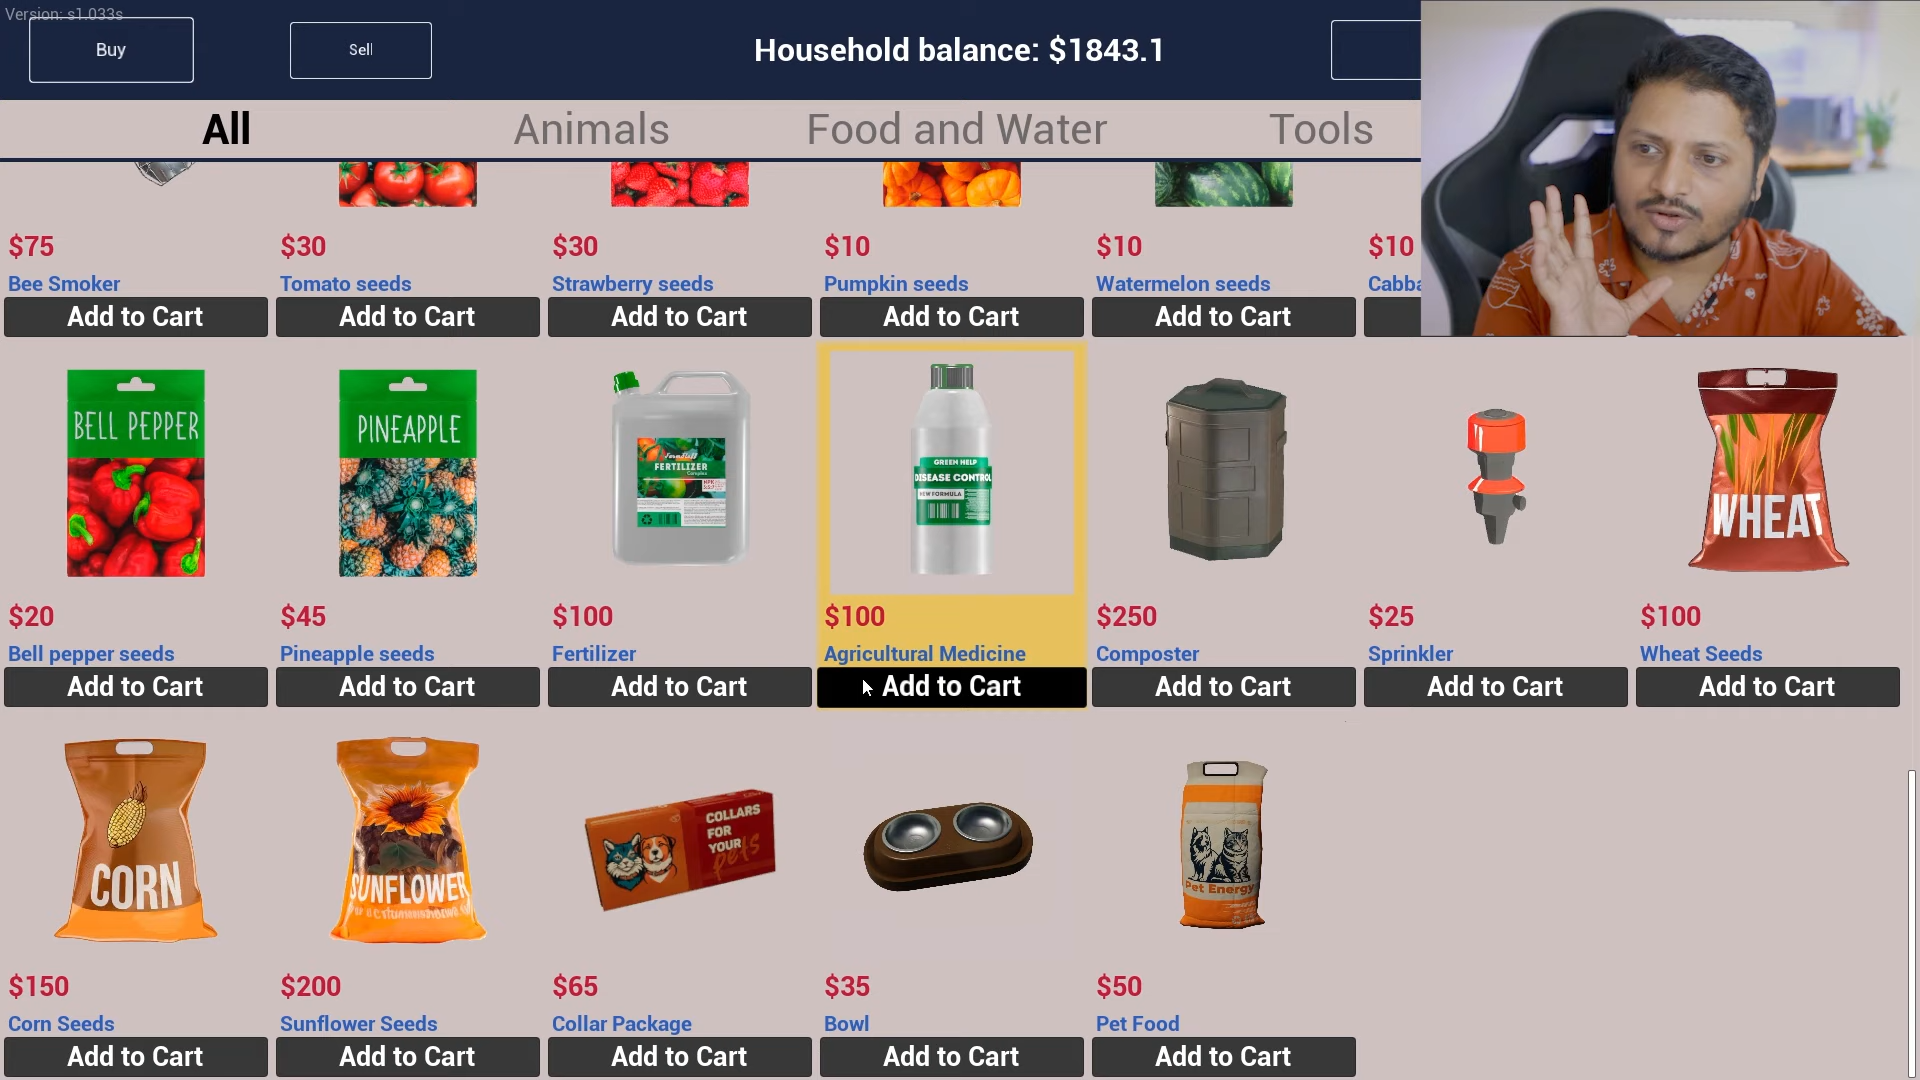 Version: s1.033s
Buy
Sell
Household balance: $1843.1
All
Animals
Food and Water
Tools
$75
$30
$30
$10
$10
$10
Bee Smoker
Tomato seeds
Strawberry seeds
Pumpkin seeds
Watermelon seeds
Cabba
Add to Cart
Add to Cart
Add to Cart
Add to Cart
Add to Cart
BELL PEPPER
PINEAPPLE
FERTILIZER
Complex
GREEN HELP
DISEASE CONTROL
NEW FORMULA
WHEAT
$20
$45
$100
$100
$250
$25
$100
Bell pepper seeds
Pineapple seeds
Fertilizer
Agricultural Medicine
Composter
Sprinkler
Wheat Seeds
Add to Cart
Add to Cart
Add to Cart
Add to Cart
Add to Cart
Add to Cart
Add to Cart
CORN
SUNFLOWER
COLLARS
FOR
YOUR
pets
Pet Energy
$150
$200
$65
$35
$50
Corn Seeds
Sunflower Seeds
Collar Package
Bowl
Pet Food
Add to Cart
Add to Cart
Add to Cart
Add to Cart
Add to Cart